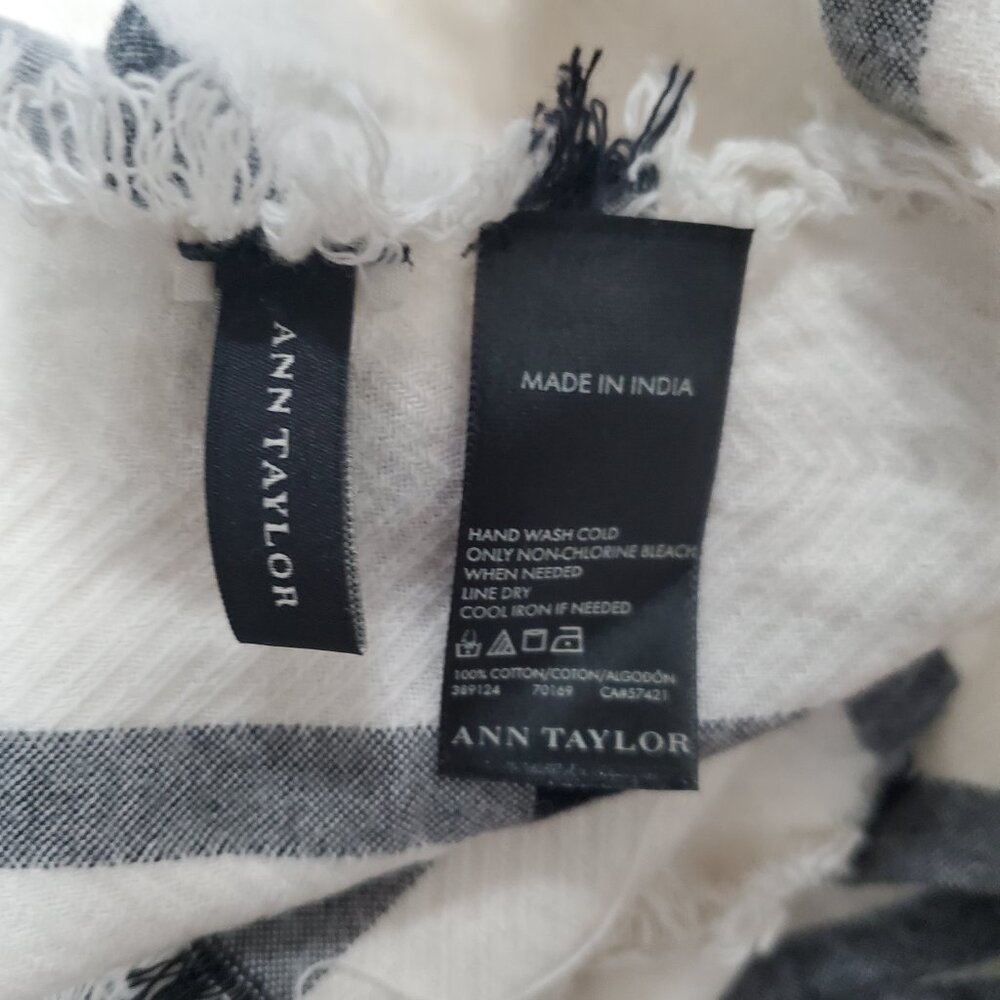 ANN TAYLOR
MADE IN INDIA
HAND WASH COLD
ONLY NON-CHLORINE BLEACH
WHEN NEEDED
LINE DRY
COOL IRON IF NEEDED
100% COTTON/COTON/ALGODÓN
389124 70169 CA#57421
ANN TAYLOR